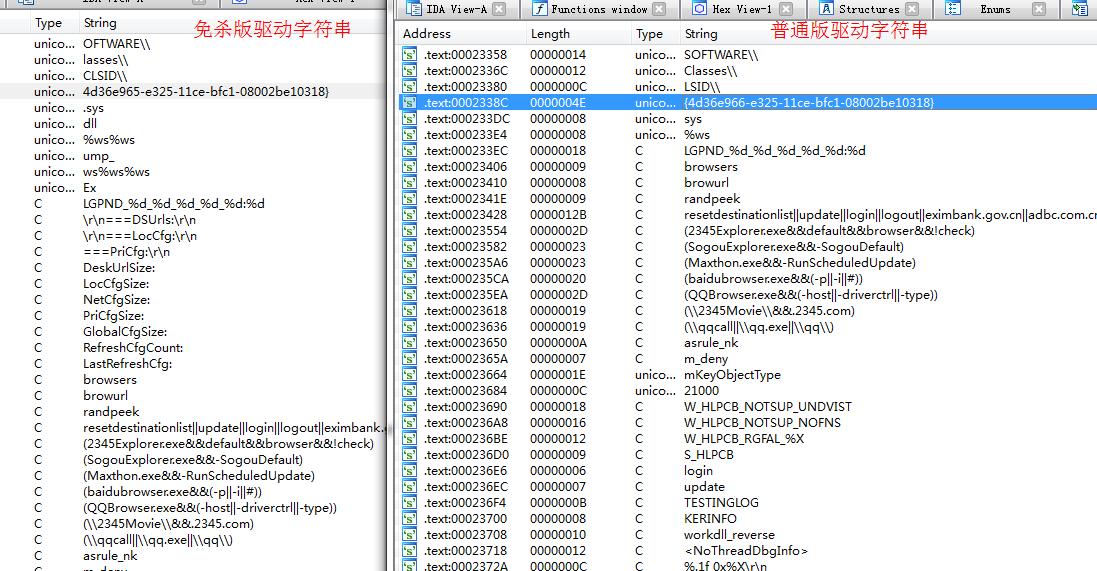 IDA View-A
Hex View-1
免杀版驱动字符串
Type String
unico... OFTWARE\\
unico... lasses\\
unico... CLSID\\
unico... 4d36e965-e325-11ce-bfc1-08002be10318}
unico... .sys
unico... dll
unico... %ws%ws
unico... ump_
unico... ws%ws%ws
unico... Ex
C LGPND_%d_%d_%d_%d_%d:%d
C \r\n===DSUrls:\r\n
C \r\n===LocCfg:\r\n
C ===PriCfg:\r\n
C DeskUrlSize:
C LocCfgSize:
C NetCfgSize:
C PriCfgSize:
C GlobalCfgSize:
C RefreshCfgCount:
C LastRefreshCfg:
C browsers
C browurl
C randpeek
C resetdestinationlist||update||login||logout||eximbank.
C (2345Explorer.exe&&default&&browser&&!check)
C (SogouExplorer.exe&&-SogouDefault)
C (Maxthon.exe&&-RunScheduledUpdate)
C (baidubrowser.exe&&(-p||-i||#))
C (QQBrowser.exe&&(-host||-driverctrl||-type))
C (\\2345Movie\\&&.2345.com)
C (\\qqcall||\\qq.exe||\\qq\\)
C asrule_nk
C m_deny
IDA View-A Functions window Hex View-1 Structures Enums
普通版驱动字符串
Address Length Type String
.text:00023358 00000014 unico... SOFTWARE\\
.text:0002336C 00000012 unico... Classes\\
.text:00023380 0000000C unico... LSID\\
.text:0002338C 0000004E unico... {4d36e966-e325-11ce-bfc1-08002be10318}
.text:000233DC 00000008 unico... sys
.text:000233E4 00000008 unico... %ws
.text:000233EC 00000018 C LGPND_%d_%d_%d_%d_%d:%d
.text:00023406 00000009 C browsers
.text:00023410 00000008 C browurl
.text:0002341E 00000009 C randpeek
.text:00023428 0000012B C resetdestinationlist||update||login||logout||eximbank.gov.cn||adbc.com.cn
.text:00023554 0000002D C (2345Explorer.exe&&default&&browser&&!check)
.text:00023582 00000023 C (SogouExplorer.exe&&-SogouDefault)
.text:000235A6 00000023 C (Maxthon.exe&&-RunScheduledUpdate)
.text:000235CA 00000020 C (baidubrowser.exe&&(-p||-i||#))
.text:000235EA 0000002D C (QQBrowser.exe&&(-host||-driverctrl||-type))
.text:00023618 00000019 C (\\2345Movie\\&&.2345.com)
.text:00023636 00000019 C (\\qqcall||\\qq.exe||\\qq\\)
.text:00023650 0000000A C asrule_nk
.text:0002365A 00000007 C m_deny
.text:00023664 0000001E unico... mKeyObjectType
.text:00023684 0000000C unico... 21000
.text:00023690 00000018 C W_HLPCB_NOTSUP_UNDVIST
.text:000236A8 00000016 C W_HLPCB_NOTSUP_NOFNS
.text:000236BE 00000012 C W_HLPCB_RGFAL_%X
.text:000236D0 00000009 C S_HLPCB
.text:000236E6 00000006 C login
.text:000236EC 00000007 C update
.text:000236F4 0000000B C TESTINGLOG
.text:00023700 00000008 C KERINFO
.text:00023708 00000010 C workdll_reverse
.text:00023718 00000012 C <NoThreadDbgInfo>
.text:0002372A 0000000C C %.1f 0x%X\r\n